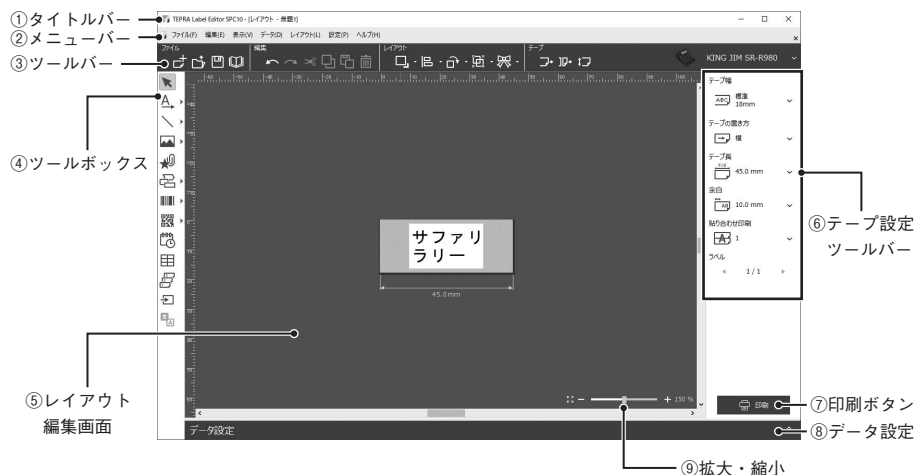 ①タイトルバー
②メニューバー
③ツールバー
④ツールボックス
⑤レイアウト
編集画面
TEPRA Label Editor SPC10 - [レイアウト - 無題1]
ファイル(F) 編集(E) 表示(V) データ(D) レイアウト(L) 設定(P) ヘルプ(H)
ファイル 編集 レイアウト テープ
KING JIM SR-R980
サファリ
ラリー
45.0mm
150 %
データ設定
テープ幅
ABC 標準
18mm
テープの置き方
横
テープ長
FIX
45.0 mm
余白
AB 10.0 mm
貼り合わせ印刷
A 1
ラベル
1 / 1
印刷
⑥テープ設定
ツールバー
⑦印刷ボタン
⑧データ設定
⑨拡大・縮小